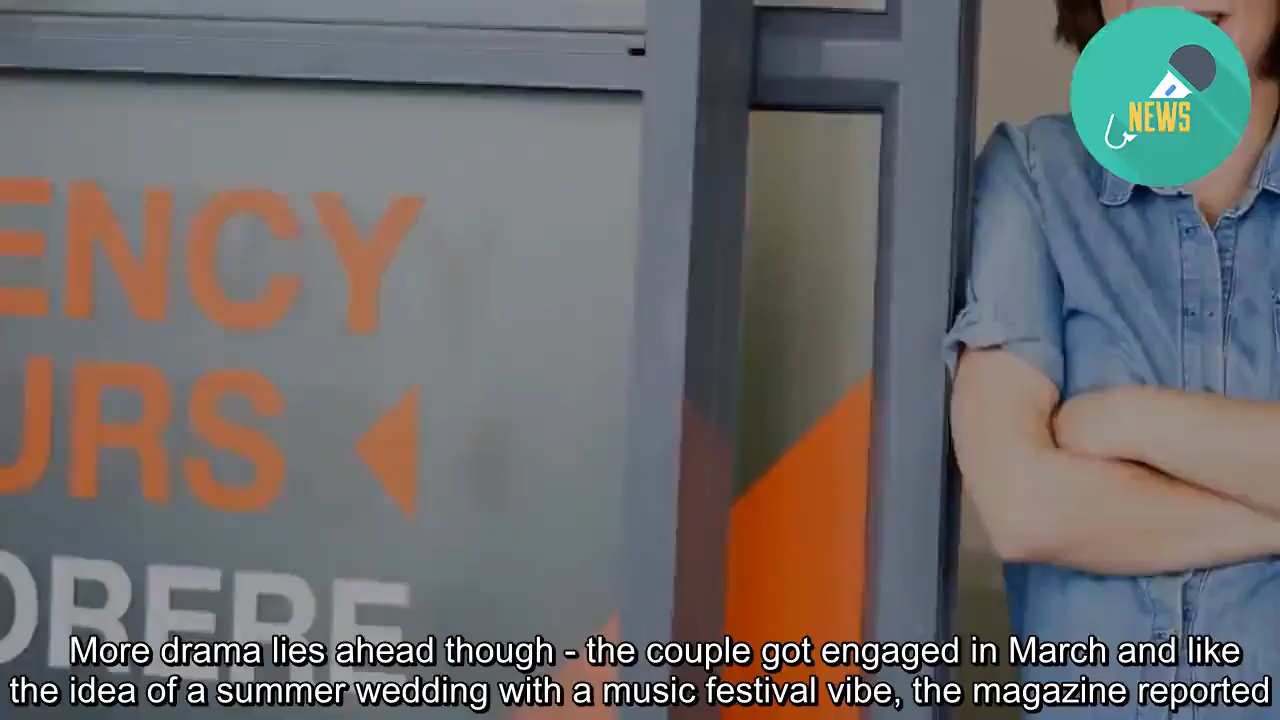 NEWS
ENCY
URS
OBERE
More drama lies ahead though - the couple got engaged in March and like
the idea of a summer wedding with a music festival vibe, the magazine reported